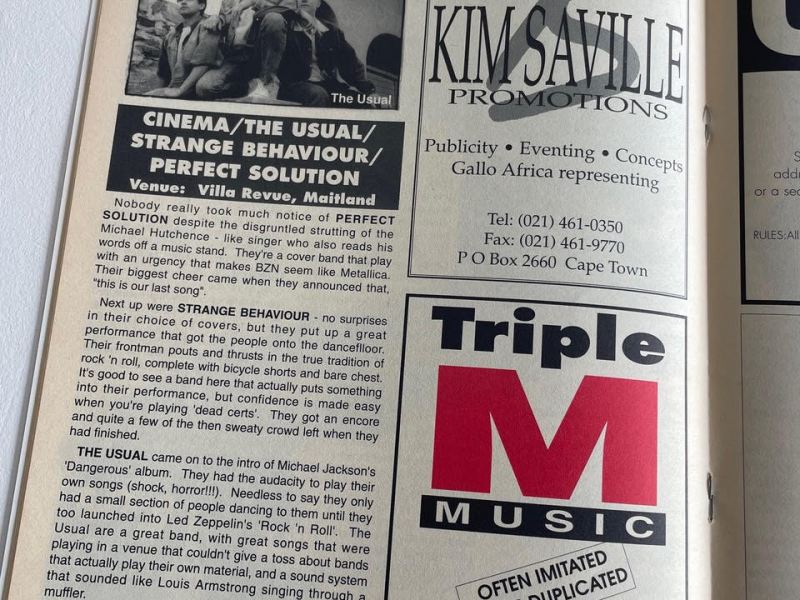 The Usual
CINEMA/THE USUAL/
STRANGE BEHAVIOUR/
PERFECT SOLUTION
Venue: Villa Revue, Maitland
Nobody really took much notice of PERFECT
SOLUTION despite the disgruntled strutting of the
Michael Hutchence - like singer who also reads his
words off a music stand. They're a cover band that play
with an urgency that makes BZN seem like Metallica.
Their biggest cheer came when they announced that,
"this is our last song".
Next up were STRANGE BEHAVIOUR - no surprises
in their choice of covers, but they put up a great
performance that got the people onto the dancefloor.
Their frontman pouts and thrusts in the true tradition of
rock 'n roll, complete with bicycle shorts and bare chest.
It's good to see a band here that actually puts something
into their performance, but confidence is made easy
when you're playing 'dead certs'. They got an encore
and quite a few of the then sweaty crowd left when they
had finished.
THE USUAL came on to the intro of Michael Jackson's
'Dangerous' album. They had the audacity to play their
own songs (shock, horror!!!). Needless to say they only
had a small section of people dancing to them until they
too launched into Led Zeppelin's 'Rock 'n Roll'. The
Usual are a great band, with great songs that were
playing in a venue that couldn't give a toss about bands
that actually play their own material, and a sound system
that sounded like Louis Armstrong singing through a
muffler.
S
KIM SAVILLE
PROMOTIONS
Publicity • Eventing • Concepts
Gallo Africa representing
Tel: (021) 461-0350
Fax: (021) 461-9770
P O Box 2660 Cape Town
Triple
M
MUSIC
OFTEN IMITATED
DUPLICATED
S
addr
or a sec
RULES:All